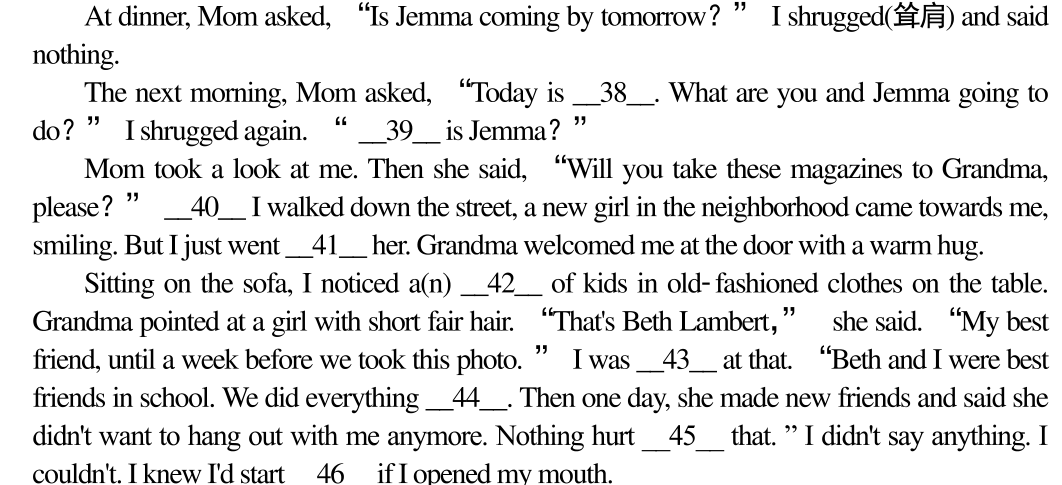 At dinner, Mom asked, “Is Jemma coming by tomorrow？” I shrugged(耸肩) and said
nothing.
The next morning, Mom asked, “Today is __38__. What are you and Jemma going to
do？” I shrugged again. “ __39__ is Jemma？”
Mom took a look at me. Then she said, “Will you take these magazines to Grandma,
please？” __40__ I walked down the street, a new girl in the neighborhood came towards me,
smiling. But I just went __41__ her. Grandma welcomed me at the door with a warm hug.
Sitting on the sofa, I noticed a(n) __42__ of kids in old-fashioned clothes on the table.
Grandma pointed at a girl with short fair hair. “That's Beth Lambert,” she said. “My best
friend, until a week before we took this photo. ” I was __43__ at that. “Beth and I were best
friends in school. We did everything __44__. Then one day, she made new friends and said she
didn't want to hang out with me anymore. Nothing hurt __45__ that. ” I didn't say anything. I
couldn't. I knew I'd start __46__ if I opened my mouth.